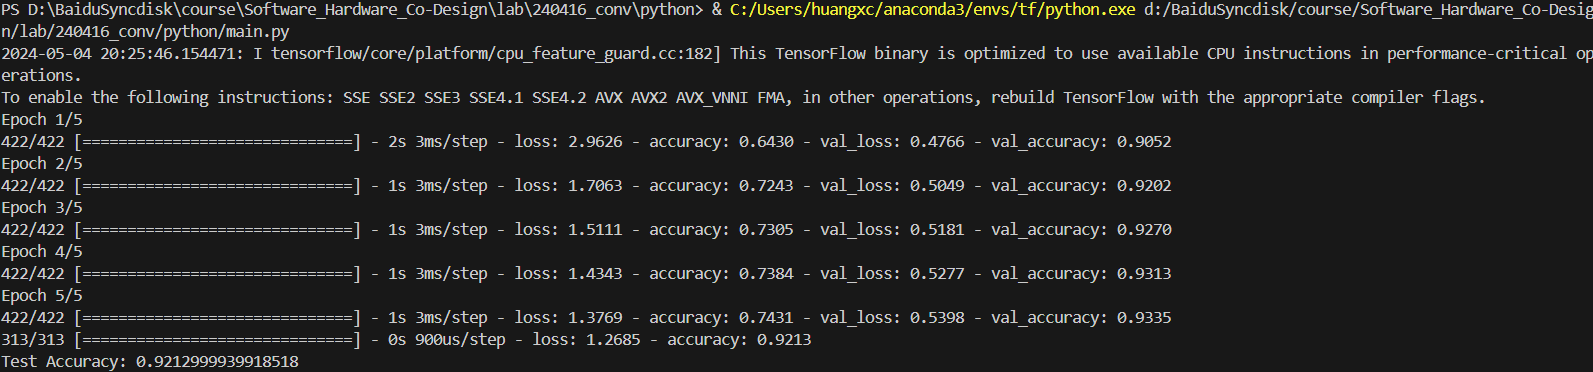 PS D:\BaiduSyncdisk\course\Software_Hardware_Co-Design\lab\240416_conv\python> & C:/Users/huangxc/anaconda3/envs/tf/python.exe d:/BaiduSyncdisk/course/Software_Hardware_Co-Desig
n/lab/240416_conv/python/main.py
2024-05-04 20:25:46.154471: I tensorflow/core/platform/cpu_feature_guard.cc:182] This TensorFlow binary is optimized to use available CPU instructions in performance-critical op
erations.
To enable the following instructions: SSE SSE2 SSE3 SSE4.1 SSE4.2 AVX AVX2 AVX_VNNI FMA, in other operations, rebuild TensorFlow with the appropriate compiler flags.
Epoch 1/5
422/422 [==============================] - 2s 3ms/step - loss: 2.9626 - accuracy: 0.6430 - val_loss: 0.4766 - val_accuracy: 0.9052
Epoch 2/5
422/422 [==============================] - 1s 3ms/step - loss: 1.7063 - accuracy: 0.7243 - val_loss: 0.5049 - val_accuracy: 0.9202
Epoch 3/5
422/422 [==============================] - 1s 3ms/step - loss: 1.5111 - accuracy: 0.7305 - val_loss: 0.5181 - val_accuracy: 0.9270
Epoch 4/5
422/422 [==============================] - 1s 3ms/step - loss: 1.4343 - accuracy: 0.7384 - val_loss: 0.5277 - val_accuracy: 0.9313
Epoch 5/5
422/422 [==============================] - 1s 3ms/step - loss: 1.3769 - accuracy: 0.7431 - val_loss: 0.5398 - val_accuracy: 0.9335
313/313 [==============================] - 0s 900us/step - loss: 1.2685 - accuracy: 0.9213
Test Accuracy: 0.9212999939918518